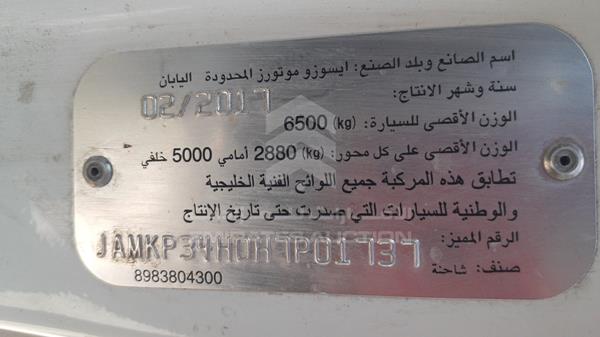 اسم الصانع وبلد الصنع: ايسوزو موتورز المحدودة اليابان
سنة وشهر الانتاج:
02/2017
الوزن الأقصى للسيارة: (kg) 6500
الوزن الأقصى على كل محور: (kg) 2880 أمامي 5000 خلفي
تطابق هذه المركبة جميع اللوائح الفنية الخليجية
والوطنية للسيارات التي صدرت حتى تاريخ الإنتاج
EMIRATES AUCTION
الرقم المميز:
JAMKP34H0H7P01737
صنف: شاحنة
8983804300